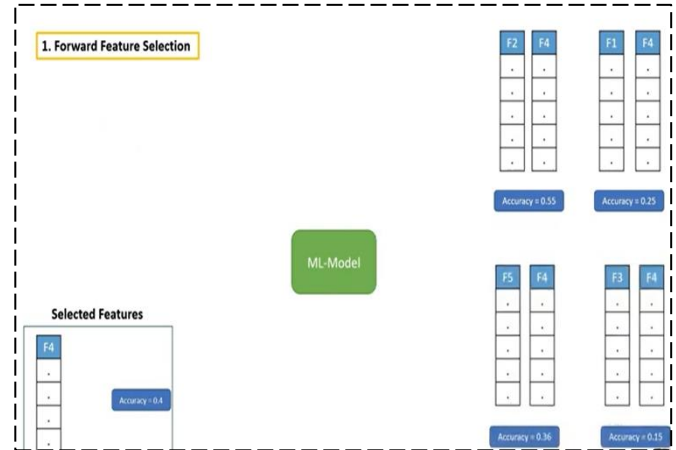 1. Forward Feature Selection
F2 F4 F1 F4
Accuracy = 0.55 Accuracy = 0.25
ML-Model
F5 F4 F3 F4
Selected Features
F4
Accuracy = 0.4
Accuracy = 0.36 Accuracy = 0.15